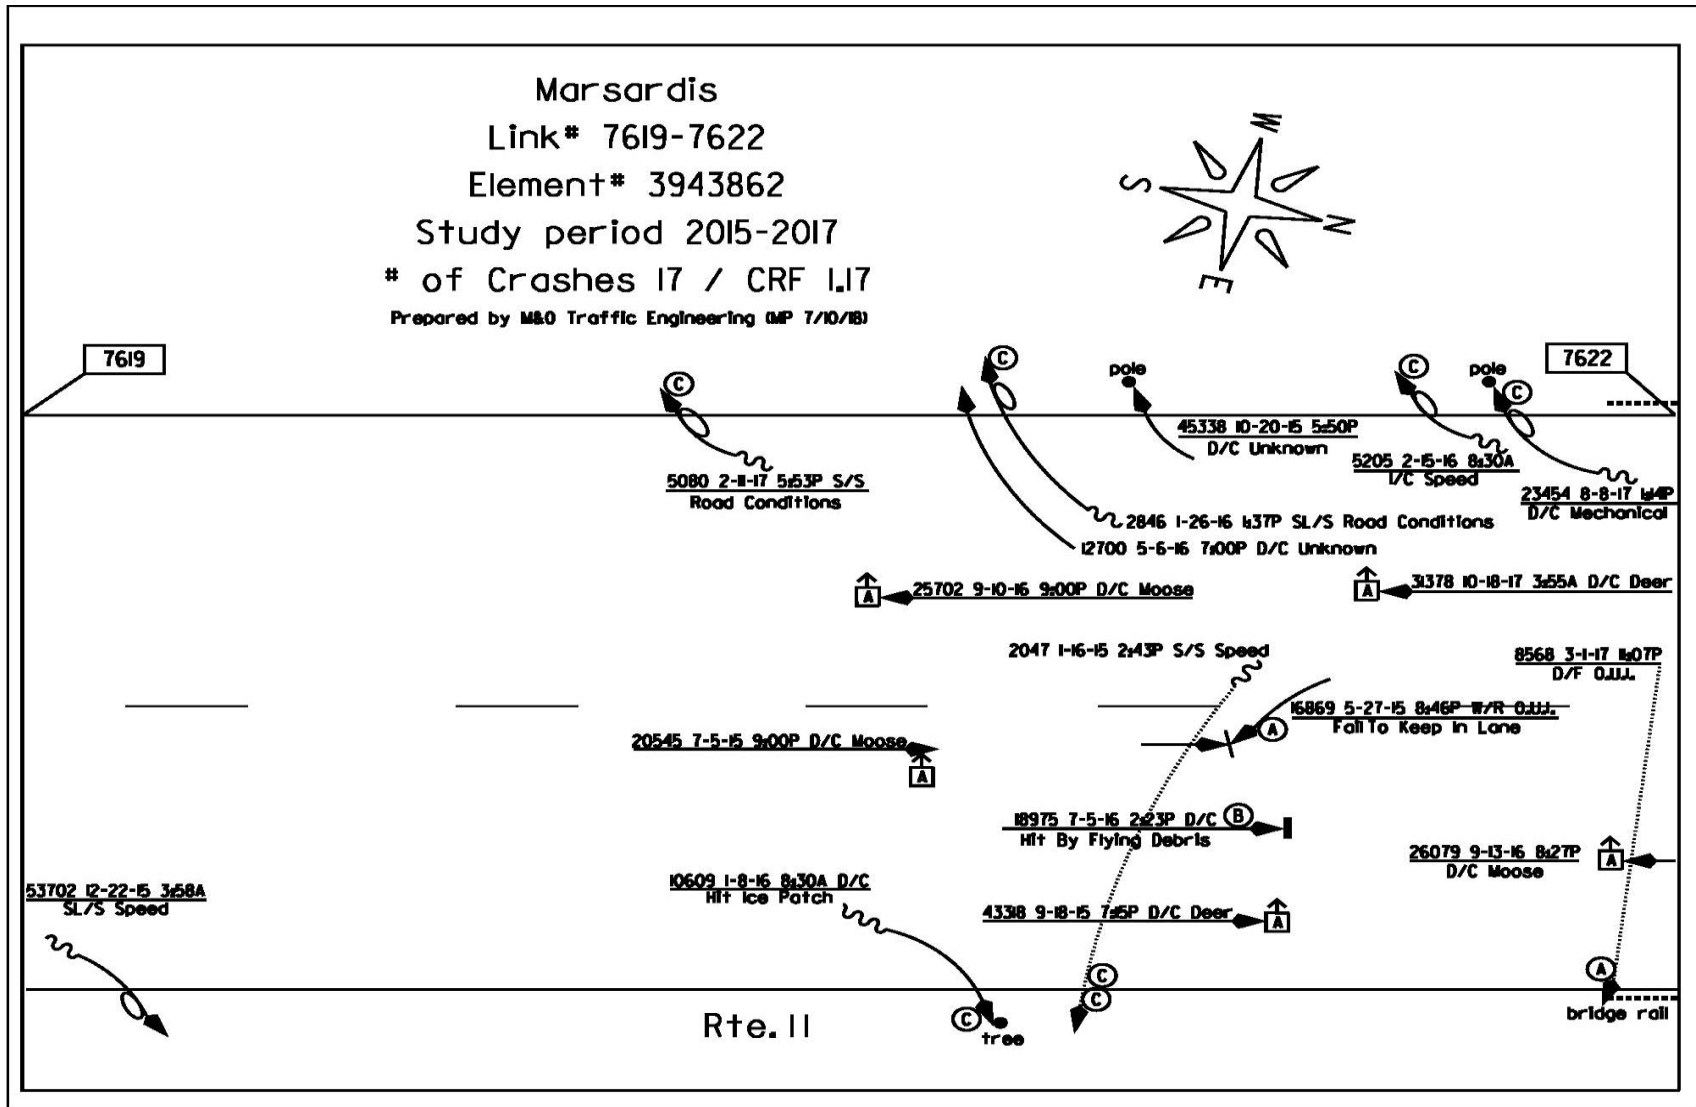 Marsardis
Link# 7619-7622
Element# 3943862
Study period 2015-2017
# of Crashes 17 / CRF 1.17
Prepared by M&O Traffic Engineering (MP 7/10/18)
W
S
N
E
7619
7622
C
C
pole
C
pole
C
45338 10-20-15 5:50P
D/C Unknown
5205 2-15-16 8:30A
I/C Speed
5080 2-11-17 5:53P S/S
Road Conditions
23454 8-8-17 1:14P
D/C Mechanical
2846 1-26-16 1:37P SL/S Road Conditions
12700 5-6-16 7:00P D/C Unknown
A
25702 9-10-16 9:00P D/C Moose
A
31378 10-18-17 3:55A D/C Deer
2047 1-16-15 2:43P S/S Speed
8568 3-1-17 11:07P
D/F O.U.I.
16869 5-27-15 8:46P W/R O.U.I.
Fail To Keep In Lane
A
20545 7-5-15 9:00P D/C Moose
A
18975 7-5-16 2:23P D/C
Hit By Flying Debris
B
26079 9-13-16 8:27P
D/C Moose
A
53702 12-22-15 3:58A
SL/S Speed
10609 1-8-16 8:30A D/C
Hit Ice Patch
43318 9-18-15 7:15P D/C Deer
A
C
C
A
C
tree
bridge rail
Rte. 11